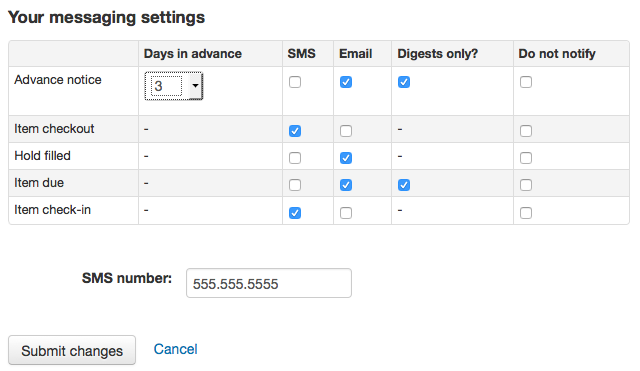 Your messaging settings
Days in advance SMS Email Digests only? Do not notify
Advance notice 3
Item checkout - -
Hold filled - -
Item due -
Item check-in - -
SMS number: 555.555.5555
Submit changes Cancel